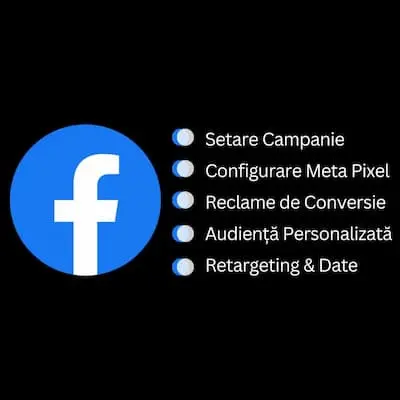 Setare Campanie
Configurare Meta Pixel
Reclame de Conversie
Audiență Personalizată
Retargeting & Date